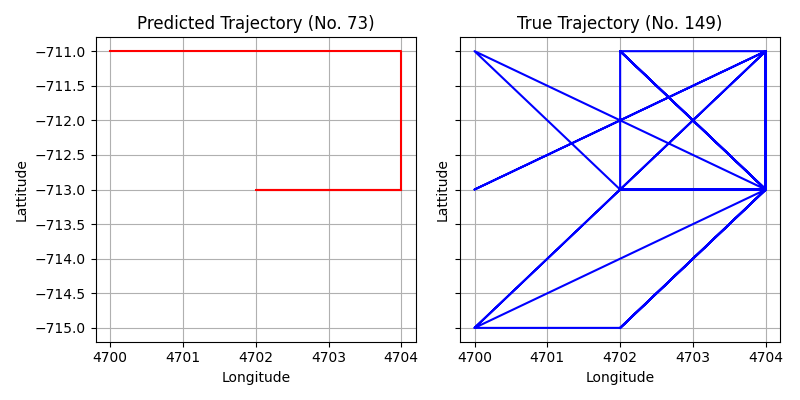 Predicted Trajectory (No. 73)
True Trajectory (No. 149)
−711.0
−711.5
−712.0
−712.5
−713.0
−713.5
−714.0
−714.5
−715.0
Lattitude
Lattitude
4700 4701 4702 4703 4704
4700 4701 4702 4703 4704
Longitude
Longitude